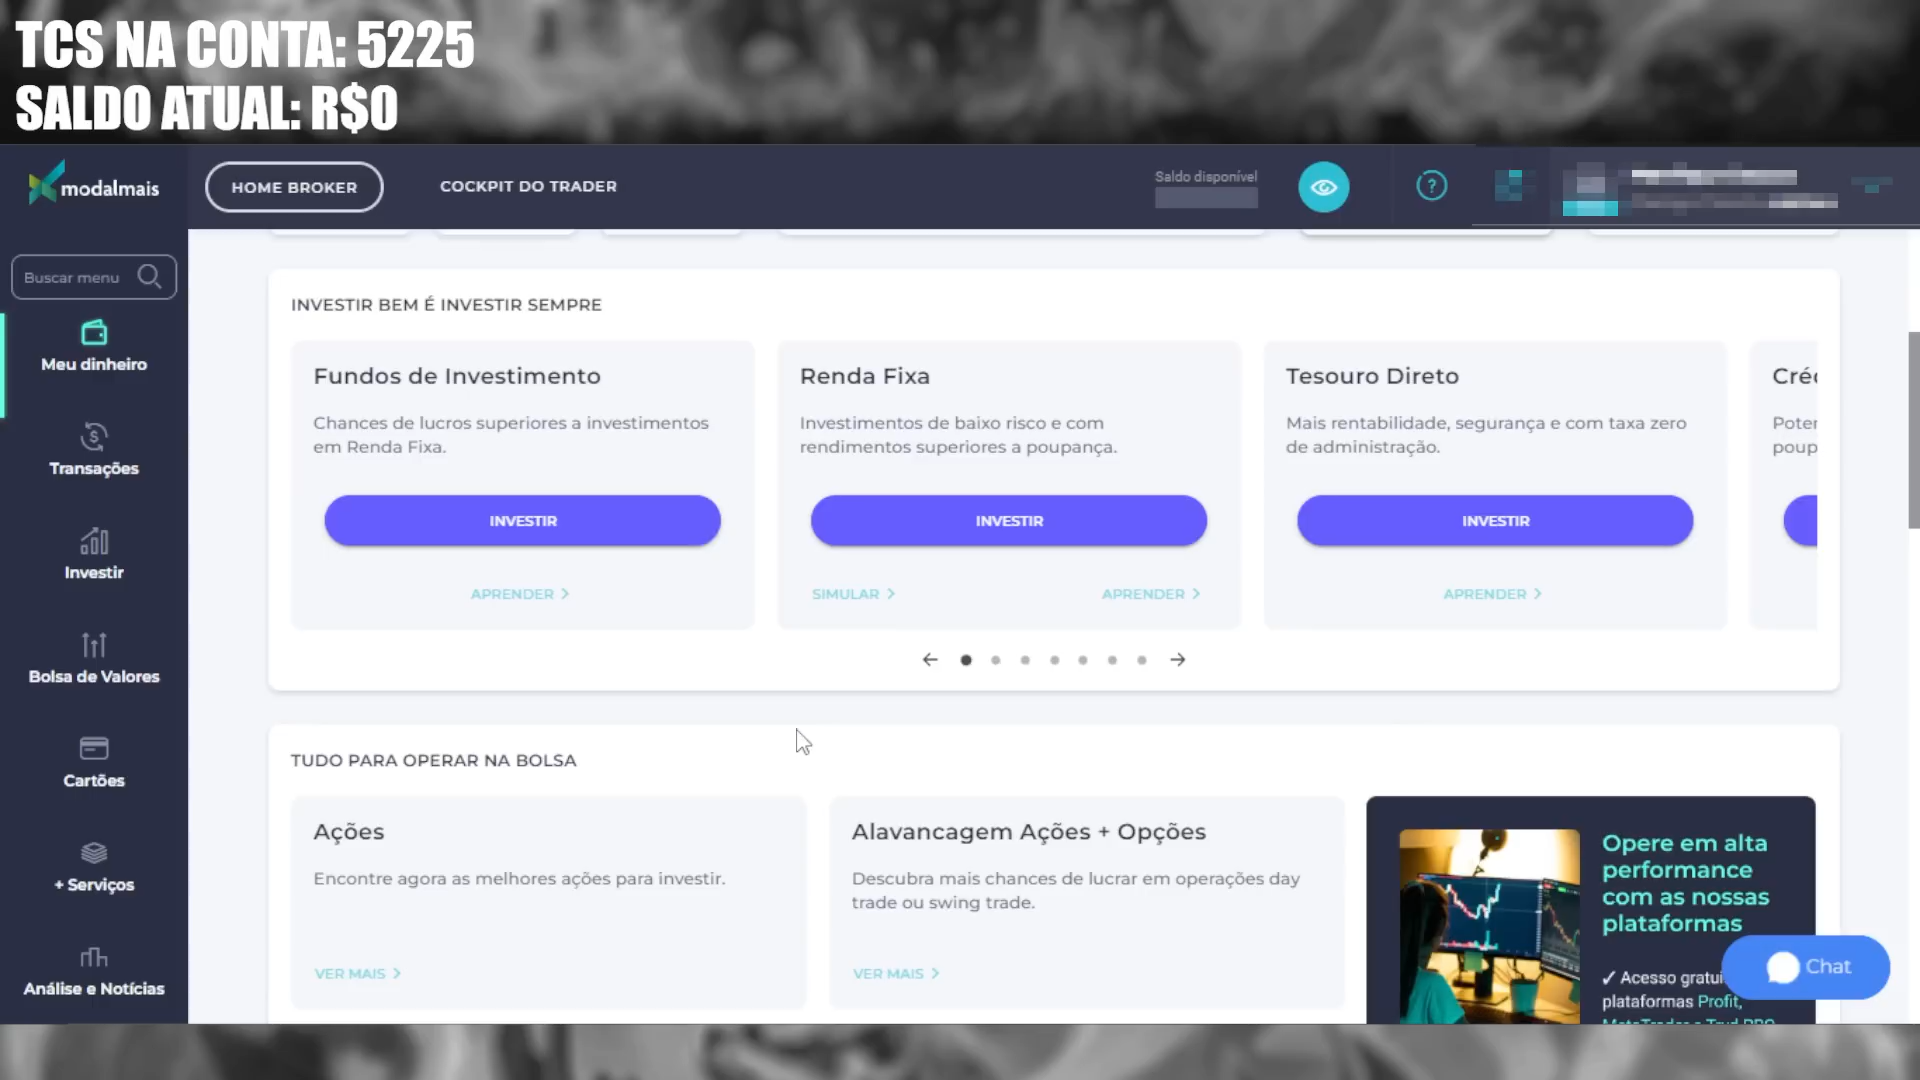 TCS NA CONTA: 5225
SALDO ATUAL: R$0
modalmais
HOME BROKER
COCKPIT DO TRADER
Saldo disponível
?
Buscar menu
Meu dinheiro
Transações
Investir
Bolsa de Valores
Cartões
+ Serviços
Análise e Notícias
INVESTIR BEM É INVESTIR SEMPRE
Fundos de Investimento
Chances de lucros superiores a investimentos
em Renda Fixa.
INVESTIR
APRENDER >
Renda Fixa
Investimentos de baixo risco e com
rendimentos superiores a poupança.
INVESTIR
SIMULAR >
APRENDER >
Tesouro Direto
Mais rentabilidade, segurança e com taxa zero
de administração.
INVESTIR
APRENDER >
TUDO PARA OPERAR NA BOLSA
Ações
Encontre agora as melhores ações para investir.
VER MAIS >
Alavancagem Ações + Opções
Descubra mais chances de lucrar em operações day
trade ou swing trade.
VER MAIS >
Opere em alta
performance
com as nossas
plataformas
✓ Acesso
plataformas Profit,
Chat